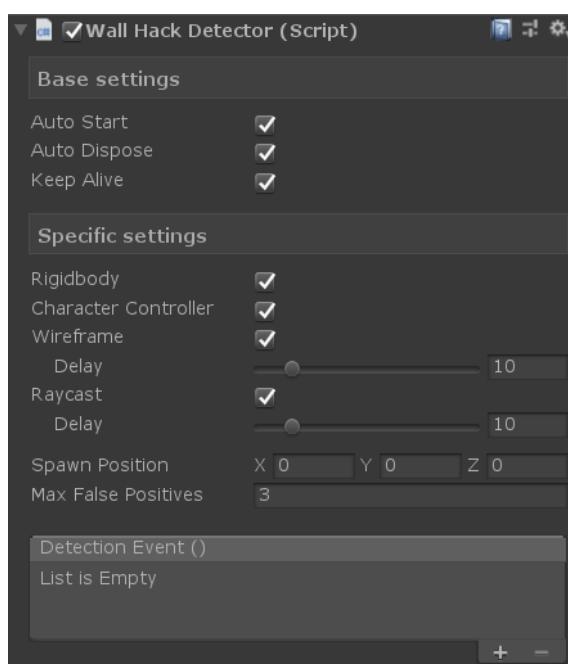 Wall Hack Detector (Script)
Base settings
Auto Start
Auto Dispose
Keep Alive
Specific settings
Rigidbody
Character Controller
Wireframe
Delay 10
Raycast
Delay 10
Spawn Position X 0 Y 0 Z 0
Max False Positives 3
Detection Event ()
List is Empty